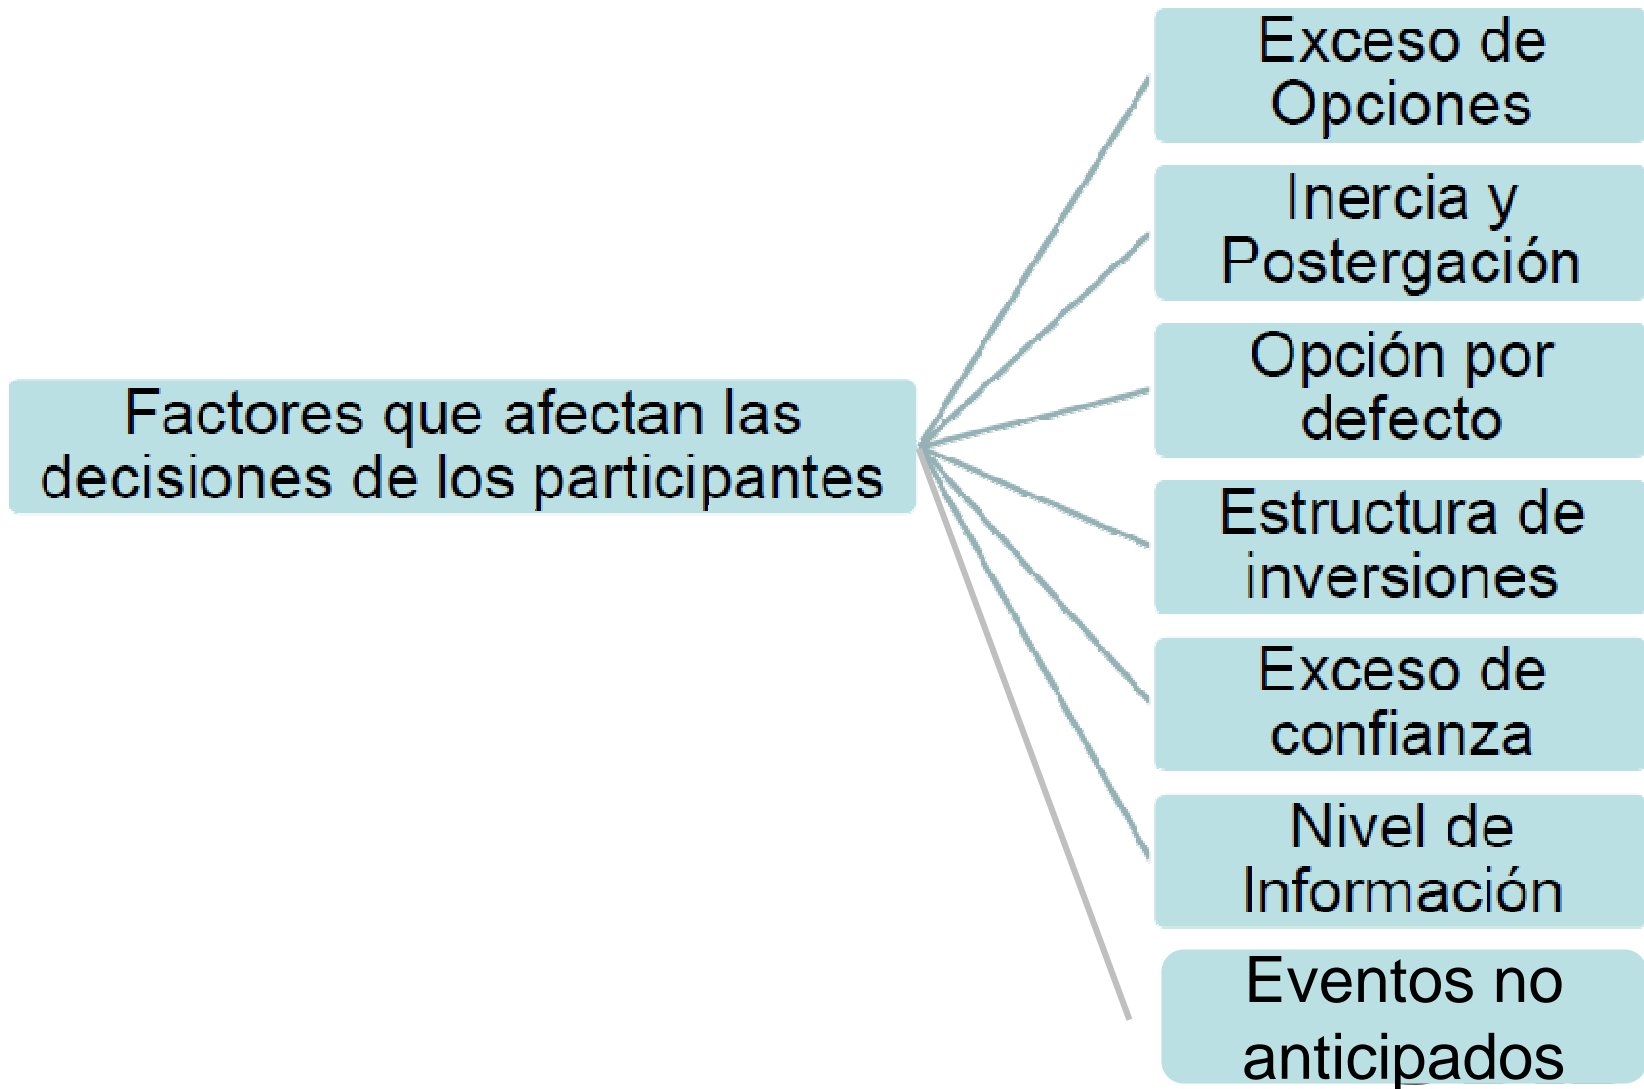 Factores que afectan las
decisiones de los participantes
Exceso de
Opciones
Inercia y
Postergación
Opción por
defecto
Estructura de
inversiones
Exceso de
confianza
Nivel de
Información
Eventos no
anticipados